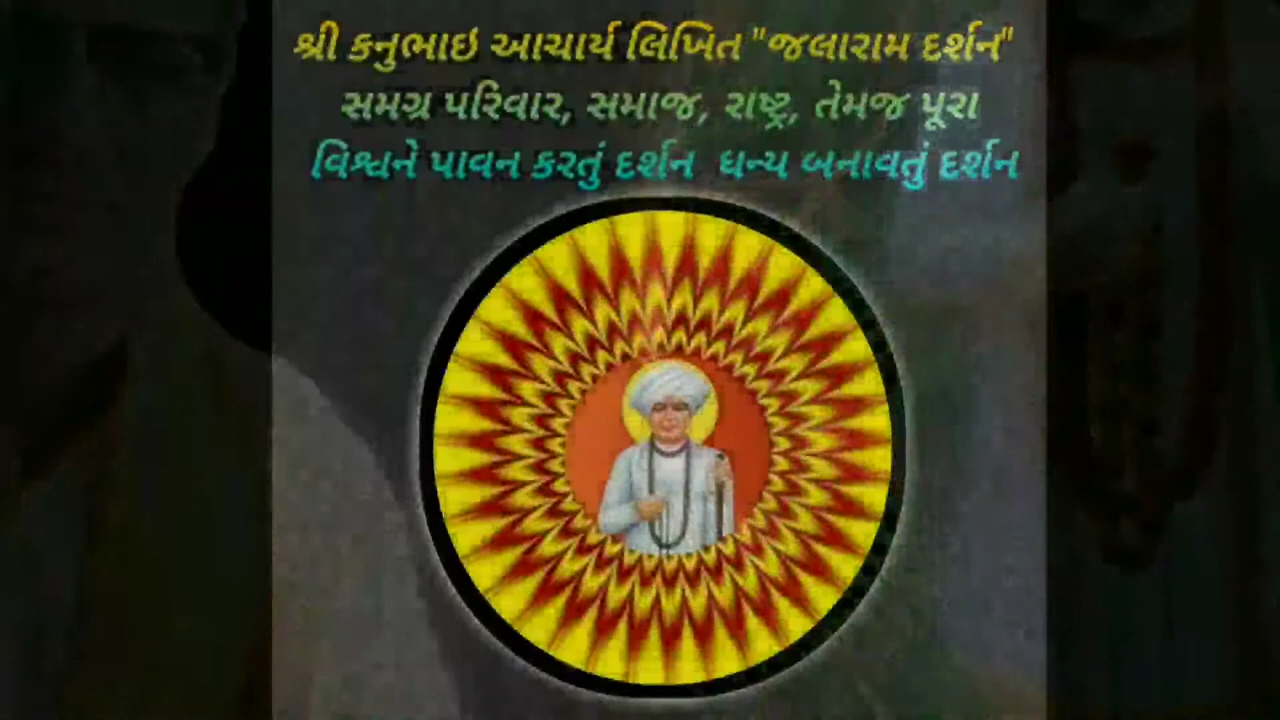 શ્રી કનુભાઇ આચાર્ય લિખિત "જલારામ દર્શન"
સમગ્ર પરિવાર, સમાજ, રાષ્ટ્ર, તેમજ પૂરા
વિશ્વને પાવન કરતું દર્શન ધન્ય બનાવતું દર્શન